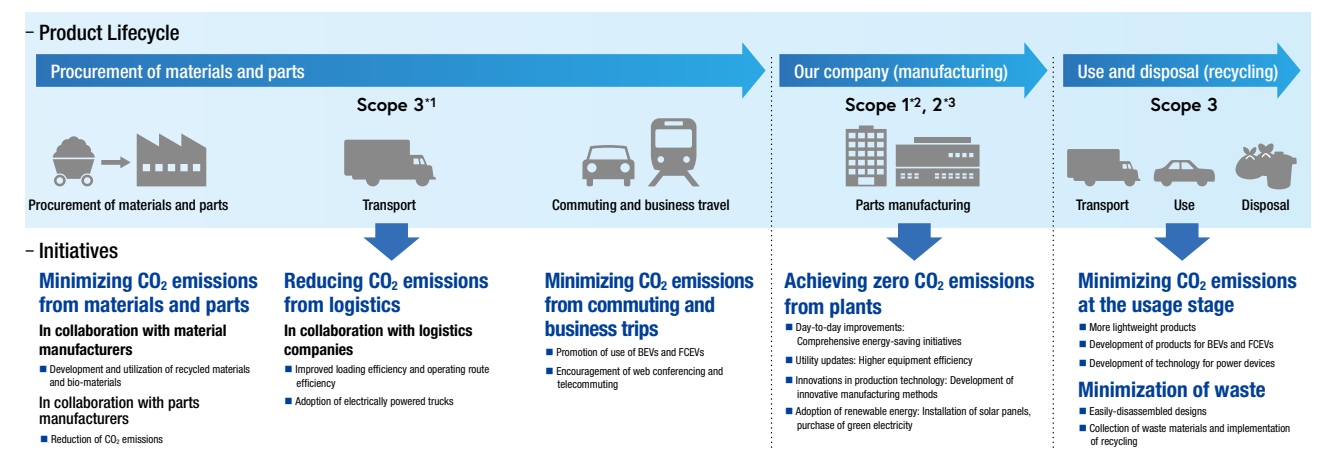 – Product Lifecycle
Procurement of materials and parts
Our company (manufacturing)
Use and disposal (recycling)
Scope 3*1
Scope 1*2, 2*3
Scope 3
Procurement of materials and parts
Transport
Commuting and business travel
Parts manufacturing
Transport
Use
Disposal
– Initiatives
Minimizing CO2 emissions
from materials and parts
In collaboration with material
manufacturers
■ Development and utilization of recycled materials
and bio-materials
In collaboration with parts
manufacturers
■ Reduction of CO2 emissions
Reducing CO2 emissions
from logistics
In collaboration with logistics
companies
■ Improved loading efficiency and operating route
efficiency
■ Adoption of electrically powered trucks
Minimizing CO2 emissions
from commuting and
business trips
■ Promotion of use of BEVs and FCEVs
■ Encouragement of web conferencing and
telecommuting
Achieving zero CO2 emissions
from plants
■ Day-to-day improvements:
Comprehensive energy-saving initiatives
■ Utility updates: Higher equipment efficiency
■ Innovations in production technology: Development of
innovative manufacturing methods
■ Adoption of renewable energy: Installation of solar panels,
purchase of green electricity
Minimizing CO2 emissions
at the usage stage
■ More lightweight products
■ Development of products for BEVs and FCEVs
■ Development of technology for power devices
Minimization of waste
■ Easily-disassembled designs
■ Collection of waste materials and implementation
of recycling